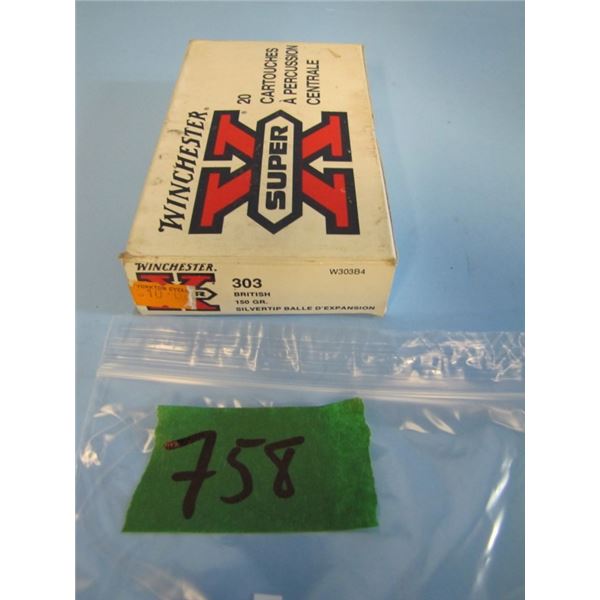 WINCHESTER®
SUPER X
20
CARTOUCHES
À PERCUSSION
CENTRALE
WINCHESTER®
303
BRITISH
150 GR.
SILVERTIP BALLE D'EXPANSION
W303B4
758